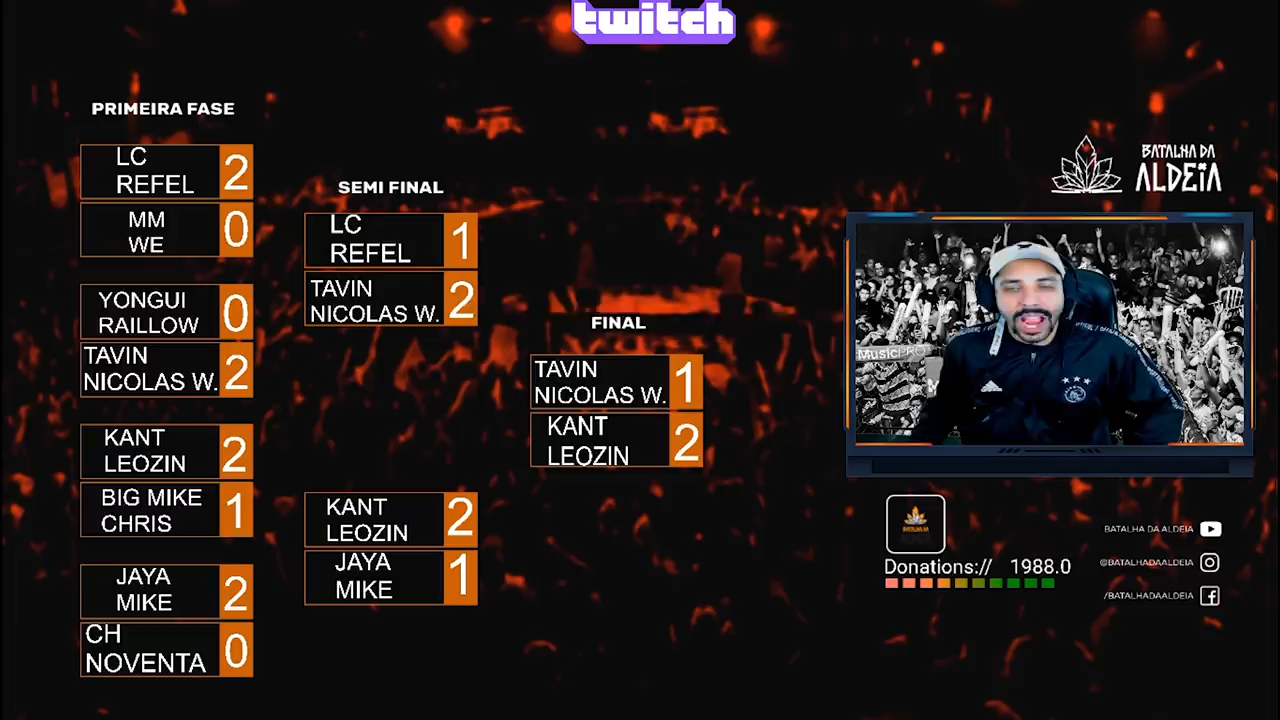 twitch
PRIMEIRA FASE
LC
REFEL
2
MM
WE
0
YONGUI
RAILLOW
0
TAVIN
NICOLAS W.
2
KANT
LEOZIN
2
BIG MIKE
CHRIS
1
JAYA
MIKE
2
CH
NOVENTA
0
SEMI FINAL
LC
REFEL
1
TAVIN
NICOLAS W.
2
KANT
LEOZIN
2
JAYA
MIKE
1
FINAL
TAVIN
NICOLAS W.
1
KANT
LEOZIN
2
BATALHA DA
ALDEÏA
MusicPRO
Donations:// 1988.0
BATALHA DA ALDEIA
@BATALHADAALDEIA
/BATALHADAALDEIA